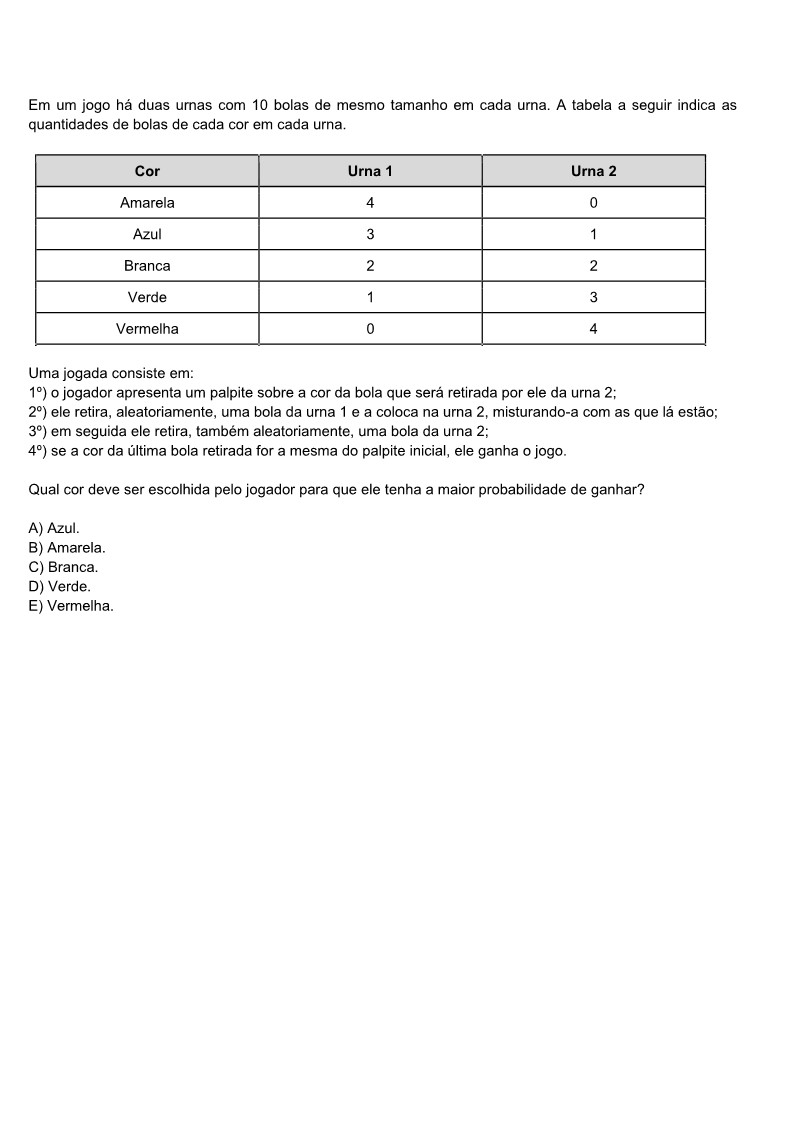 Em um jogo há duas urnas com 10 bolas de mesmo tamanho em cada urna. A tabela a seguir indica as
quantidades de bolas de cada cor em cada urna.
Cor Urna 1 Urna 2
Amarela 4 0
Azul 3 1
Branca 2 2
Verde 1 3
Vermelha 0 4
Uma jogada consiste em:
1º) o jogador apresenta um palpite sobre a cor da bola que será retirada por ele da urna 2;
2º) ele retira, aleatoriamente, uma bola da urna 1 e a coloca na urna 2, misturando-a com as que lá estão;
3º) em seguida ele retira, também aleatoriamente, uma bola da urna 2;
4º) se a cor da última bola retirada for a mesma do palpite inicial, ele ganha o jogo.
Qual cor deve ser escolhida pelo jogador para que ele tenha a maior probabilidade de ganhar?
A) Azul.
B) Amarela.
C) Branca.
D) Verde.
E) Vermelha.